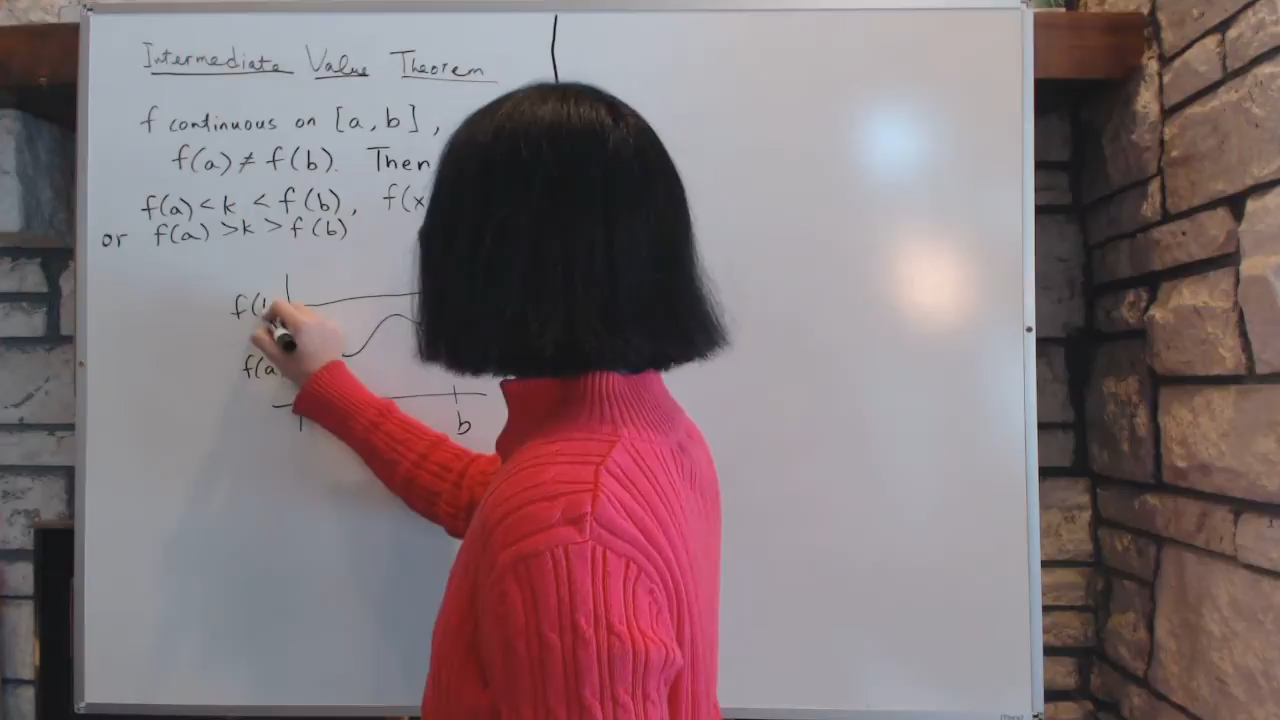 Intermediate Value Theorem
f continuous on [a, b],
f(a) ≠ f(b). Then
f(a) < k < f(b), f(x
or f(a) > k > f(b)
f(
f(a
b